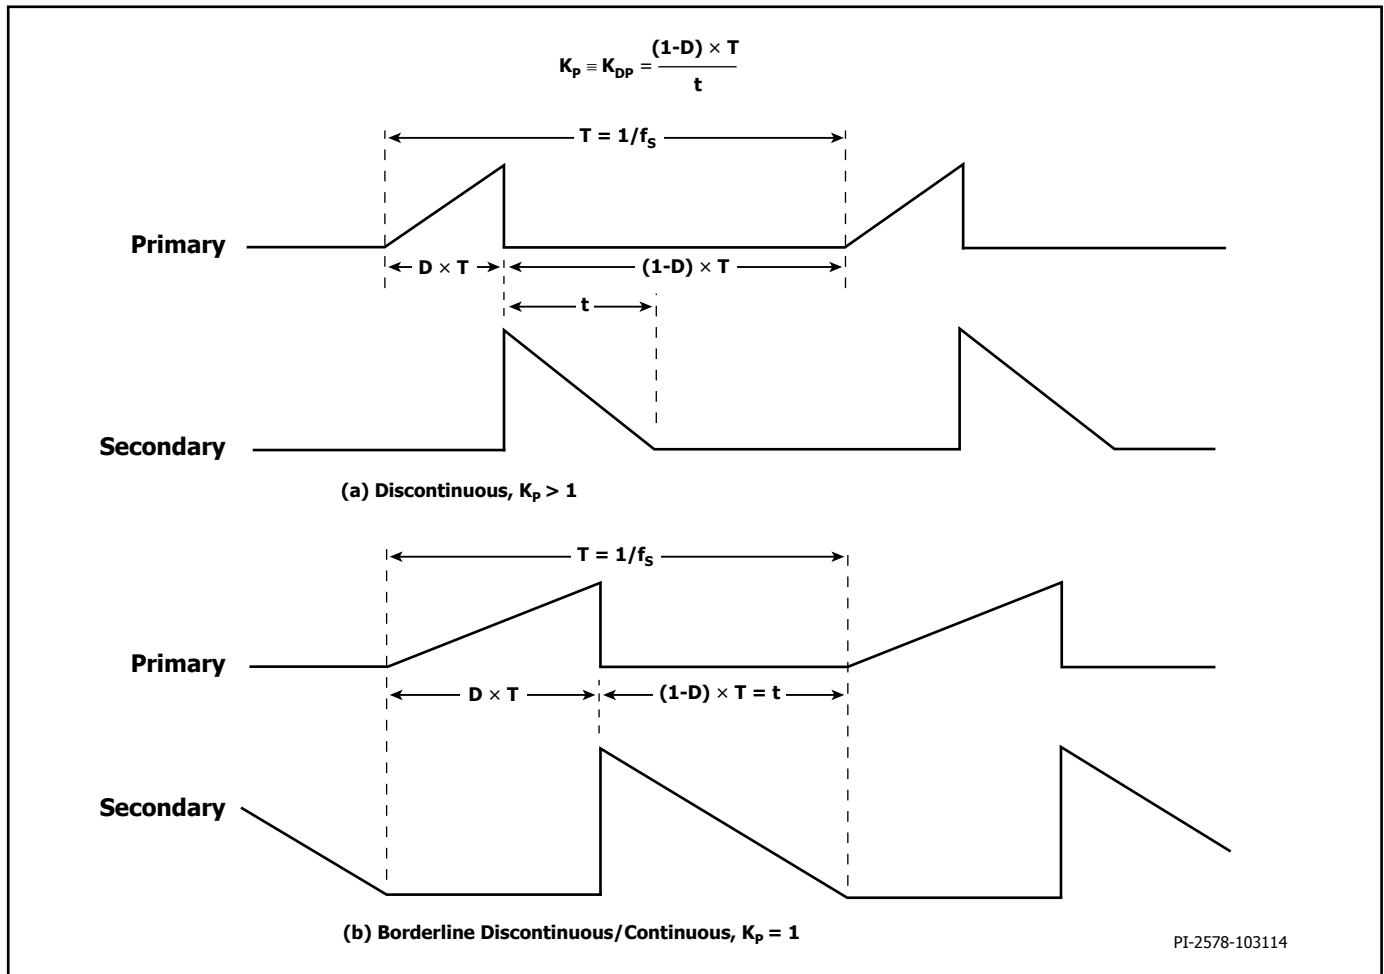 K_P ≡ K_DP = (1-D) × T / t
T = 1/f_S
Primary
D × T
(1-D) × T
t
Secondary
(a) Discontinuous, K_P > 1
T = 1/f_S
Primary
D × T
(1-D) × T = t
Secondary
(b) Borderline Discontinuous/Continuous, K_P = 1
PI-2578-103114